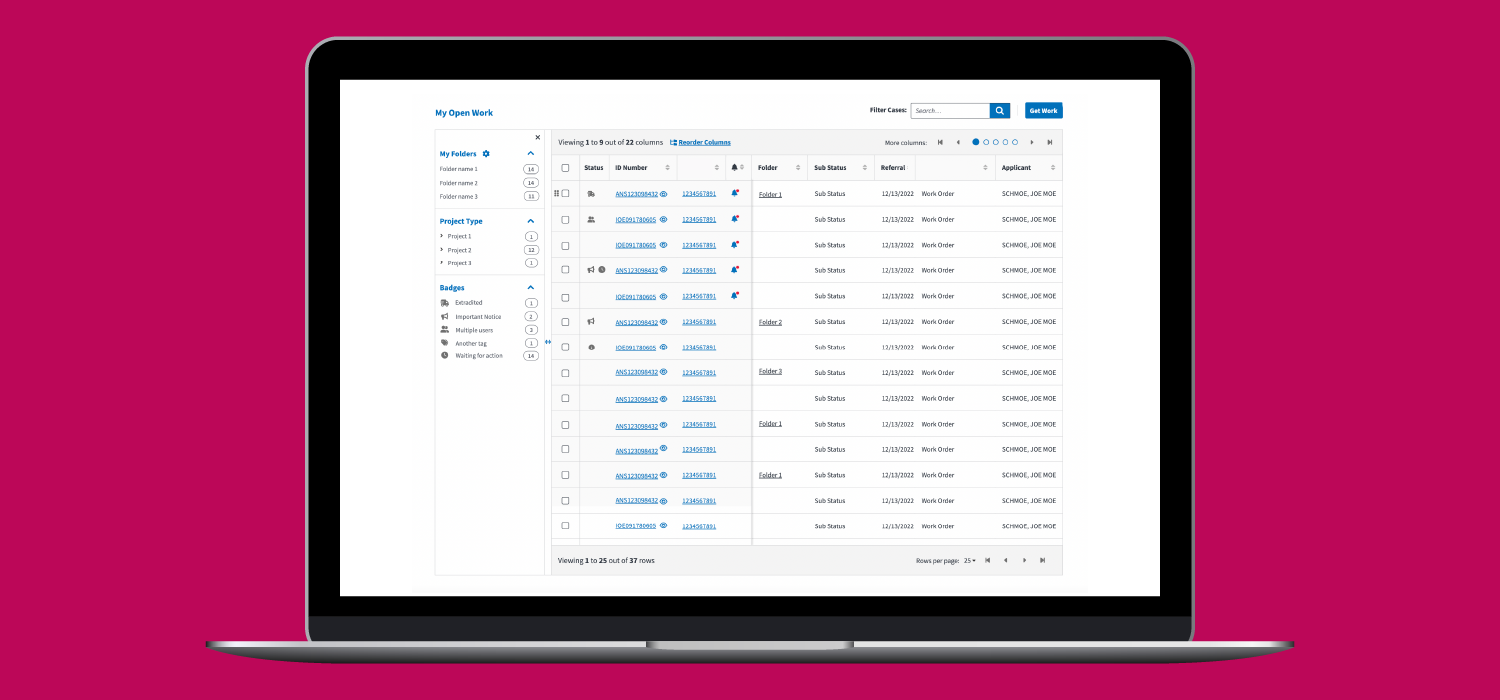 My Open Work
Filter Cases: Search... Get Work
My Folders
Folder name 1 14
Folder name 2 14
Folder name 3 11
Project Type
Project 1 1
Project 2 12
Project 3 1
Badges
Extradited 1
Important Notice 2
Multiple users 3
Another tag 1
Waiting for action 14
Viewing 1 to 9 out of 22 columns Reorder Columns More columns:
Status ID Number Folder Sub Status Referral Applicant
ANS123098432 1234567891 Folder 1 Sub Status 12/13/2022 Work Order SCHMOE, JOE MOE
IOE091780605 1234567891 Sub Status 12/13/2022 Work Order SCHMOE, JOE MOE
IOE091780605 1234567891 Sub Status 12/13/2022 Work Order SCHMOE, JOE MOE
ANS123098432 1234567891 Sub Status 12/13/2022 Work Order SCHMOE, JOE MOE
IOE091780605 1234567891 Sub Status 12/13/2022 Work Order SCHMOE, JOE MOE
ANS123098432 1234567891 Folder 2 Sub Status 12/13/2022 Work Order SCHMOE, JOE MOE
IOE091780605 1234567891 Sub Status 12/13/2022 Work Order SCHMOE, JOE MOE
ANS123098432 1234567891 Folder 3 Sub Status 12/13/2022 Work Order SCHMOE, JOE MOE
ANS123098432 1234567891 Sub Status 12/13/2022 Work Order SCHMOE, JOE MOE
ANS123098432 1234567891 Folder 1 Sub Status 12/13/2022 Work Order SCHMOE, JOE MOE
ANS123098432 1234567891 Sub Status 12/13/2022 Work Order SCHMOE, JOE MOE
ANS123098432 1234567891 Folder 1 Sub Status 12/13/2022 Work Order SCHMOE, JOE MOE
ANS123098432 1234567891 Sub Status 12/13/2022 Work Order SCHMOE, JOE MOE
IOE091780605 1234567891 Sub Status 12/13/2022 Work Order SCHMOE, JOE MOE
Viewing 1 to 25 out of 37 rows Rows per page: 25